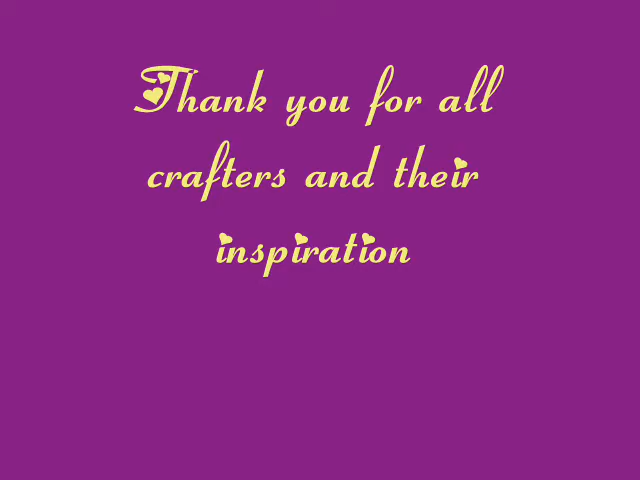 Thank you for all
crafters and their
inspiration